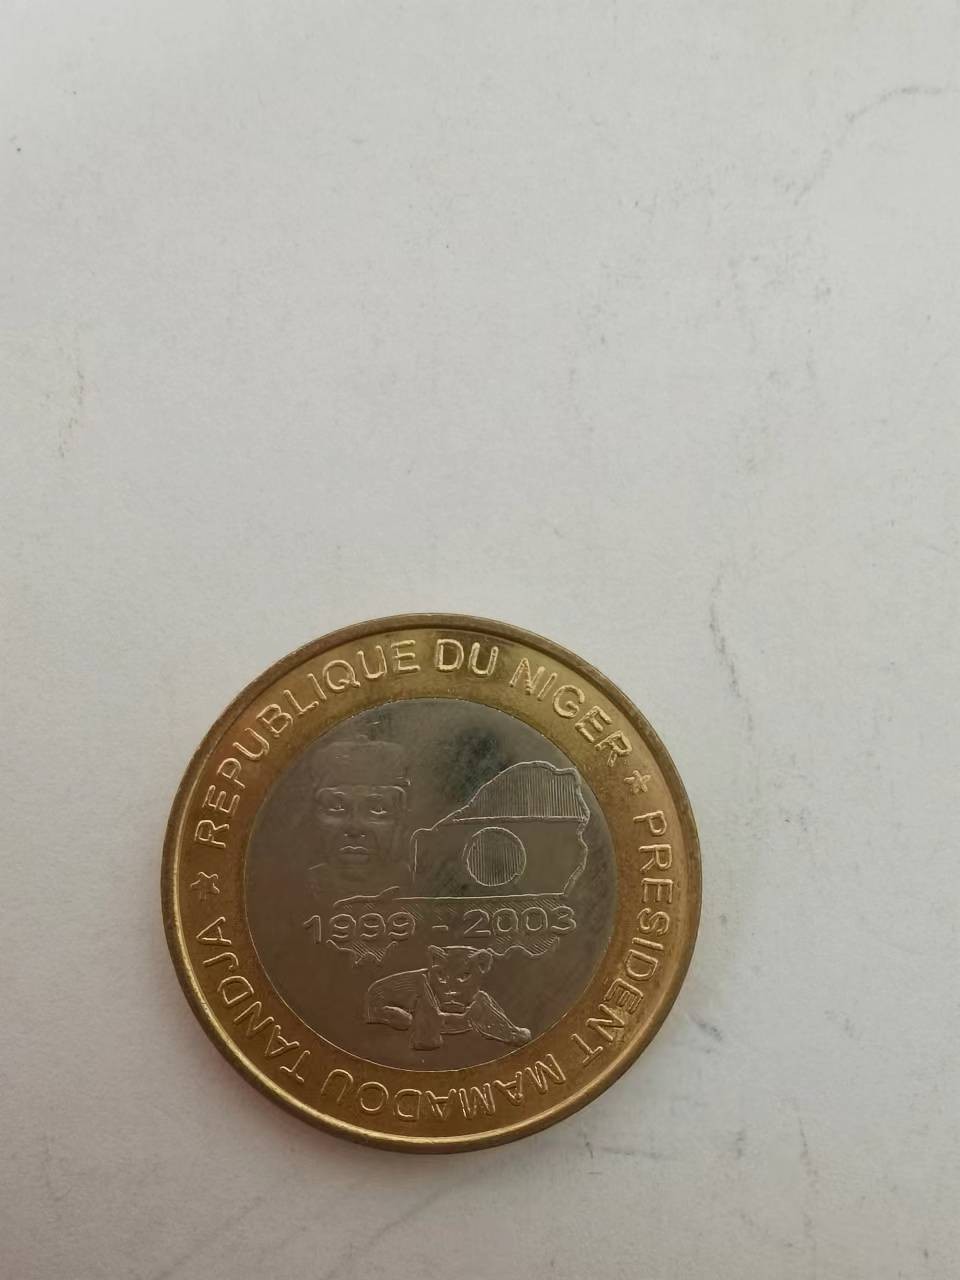 REPUBLIQUE DU NIGER * PRESIDENT MAMADOU TANDJA *
1999 - 2003